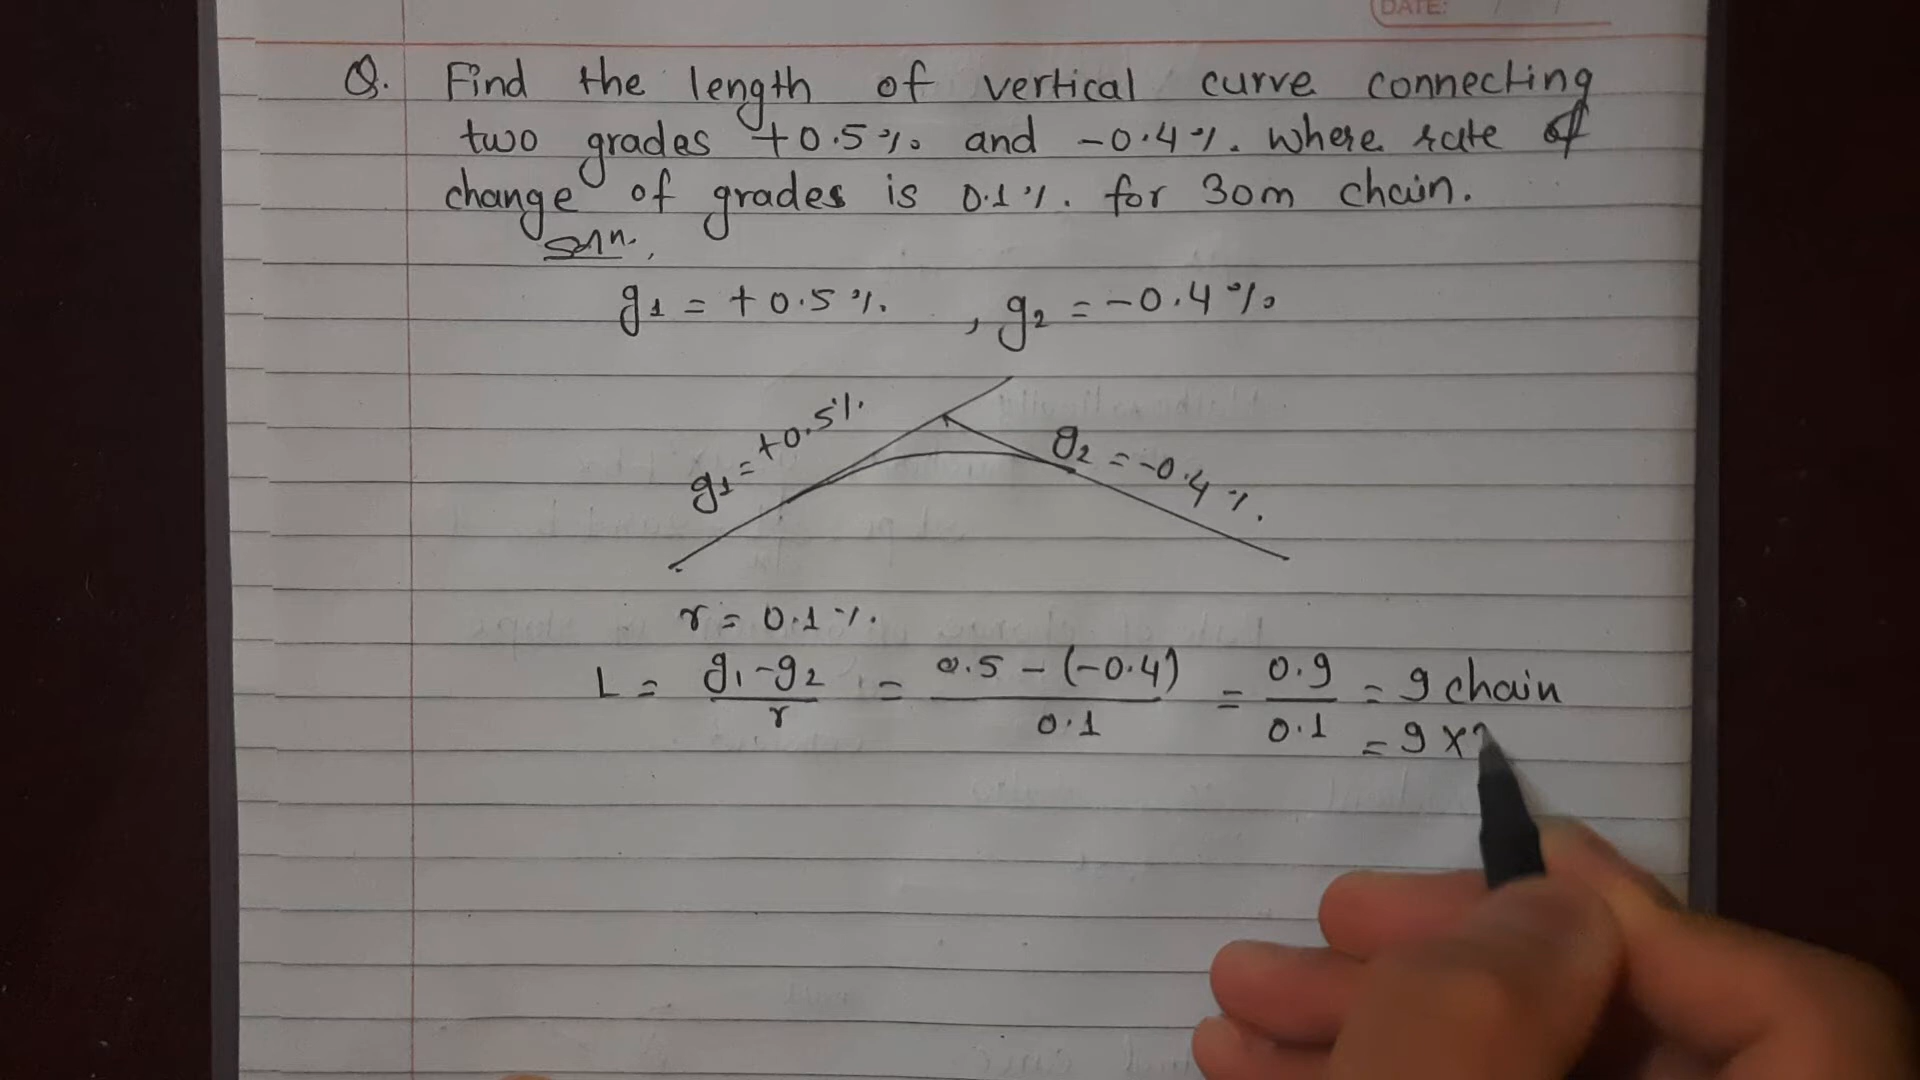 DATE: / /
Q. Find the length of vertical curve connecting
two grades +0.5% and -0.4%. Where rate of
change of grades is 0.1%. for 30m chain.
Soln,
g1 = +0.5%. , g2 = -0.4%
g1 = +0.5%.
g2 = -0.4%.
r = 0.1%.
L = g1-g2 / r = 0.5 - (-0.4) / 0.1 = 0.9 / 0.1 = 9 chain
= 9 x